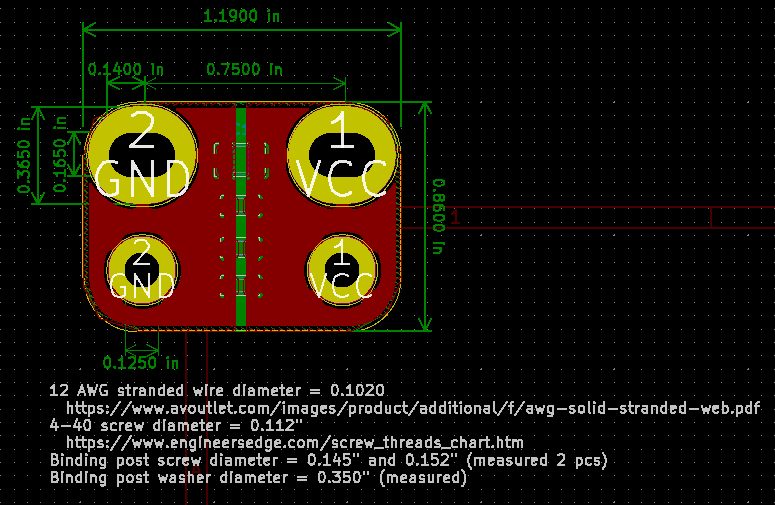 1.1900 in
0.1400 in 0.7500 in
2 1
0.3650 in 0.1650 in
GND VCC
0.8600 in
1
2 1
GND VCC
0.1250 in
12 AWG stranded wire diameter = 0.1020
https://www.avoutlet.com/images/product/additional/f/awg-solid-stranded-web.pdf
4-40 screw diameter = 0.112"
https://www.engineersedge.com/screw_threads_chart.htm
Binding post screw diameter = 0.145" and 0.152" (measured 2 pcs)
Binding post washer diameter = 0.350" (measured)